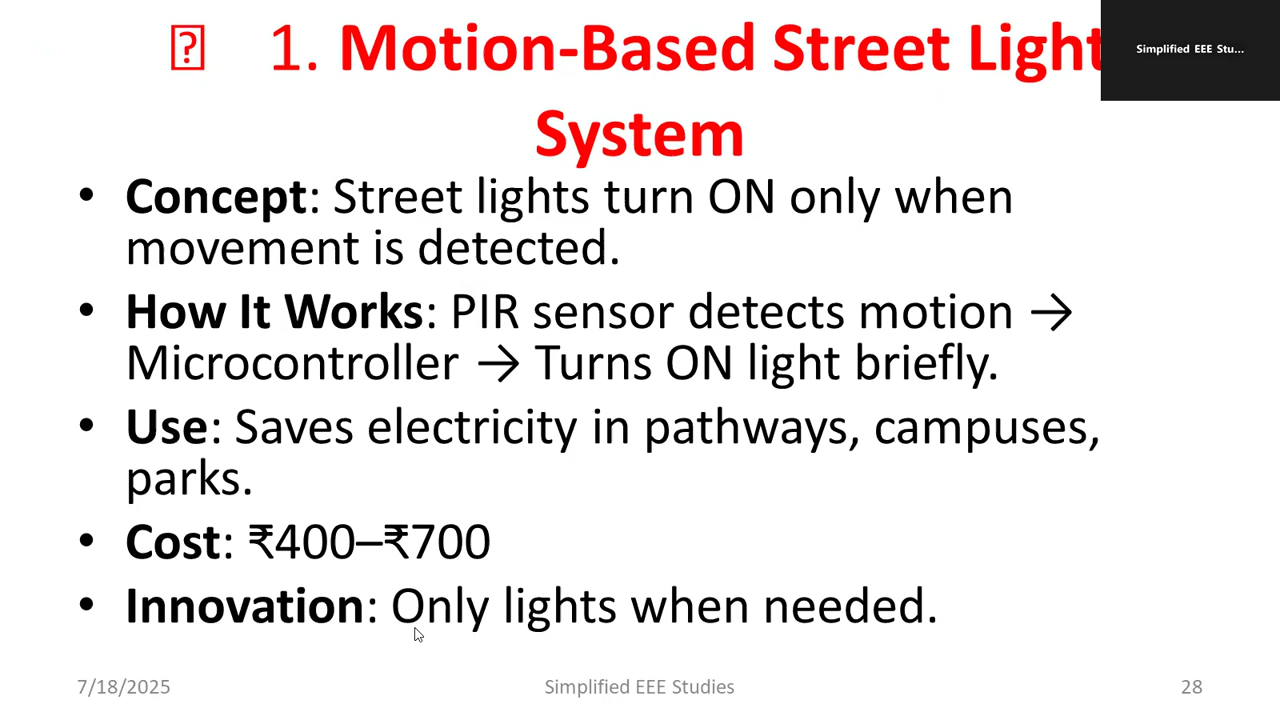 1. Motion-Based Street Light
Simplified EEE Stu...
System
• Concept: Street lights turn ON only when
movement is detected.
• How It Works: PIR sensor detects motion →
Microcontroller → Turns ON light briefly.
• Use: Saves electricity in pathways, campuses,
parks.
• Cost: ₹400–₹700
• Innovation: Only lights when needed.
7/18/2025
Simplified EEE Studies
28